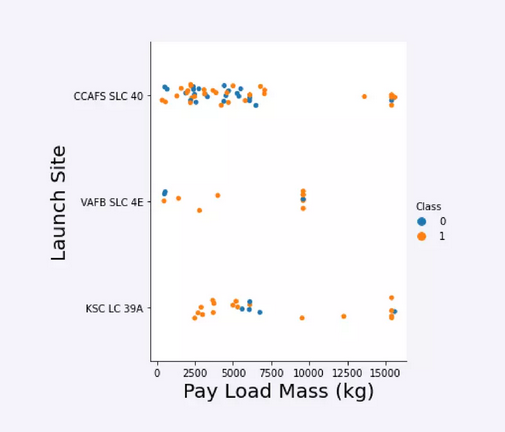 Launch Site
CCAFS SLC 40
VAFB SLC 4E
KSC LC 39A
0 2500 5000 7500 10000 12500 15000
Pay Load Mass (kg)
Class
0
1